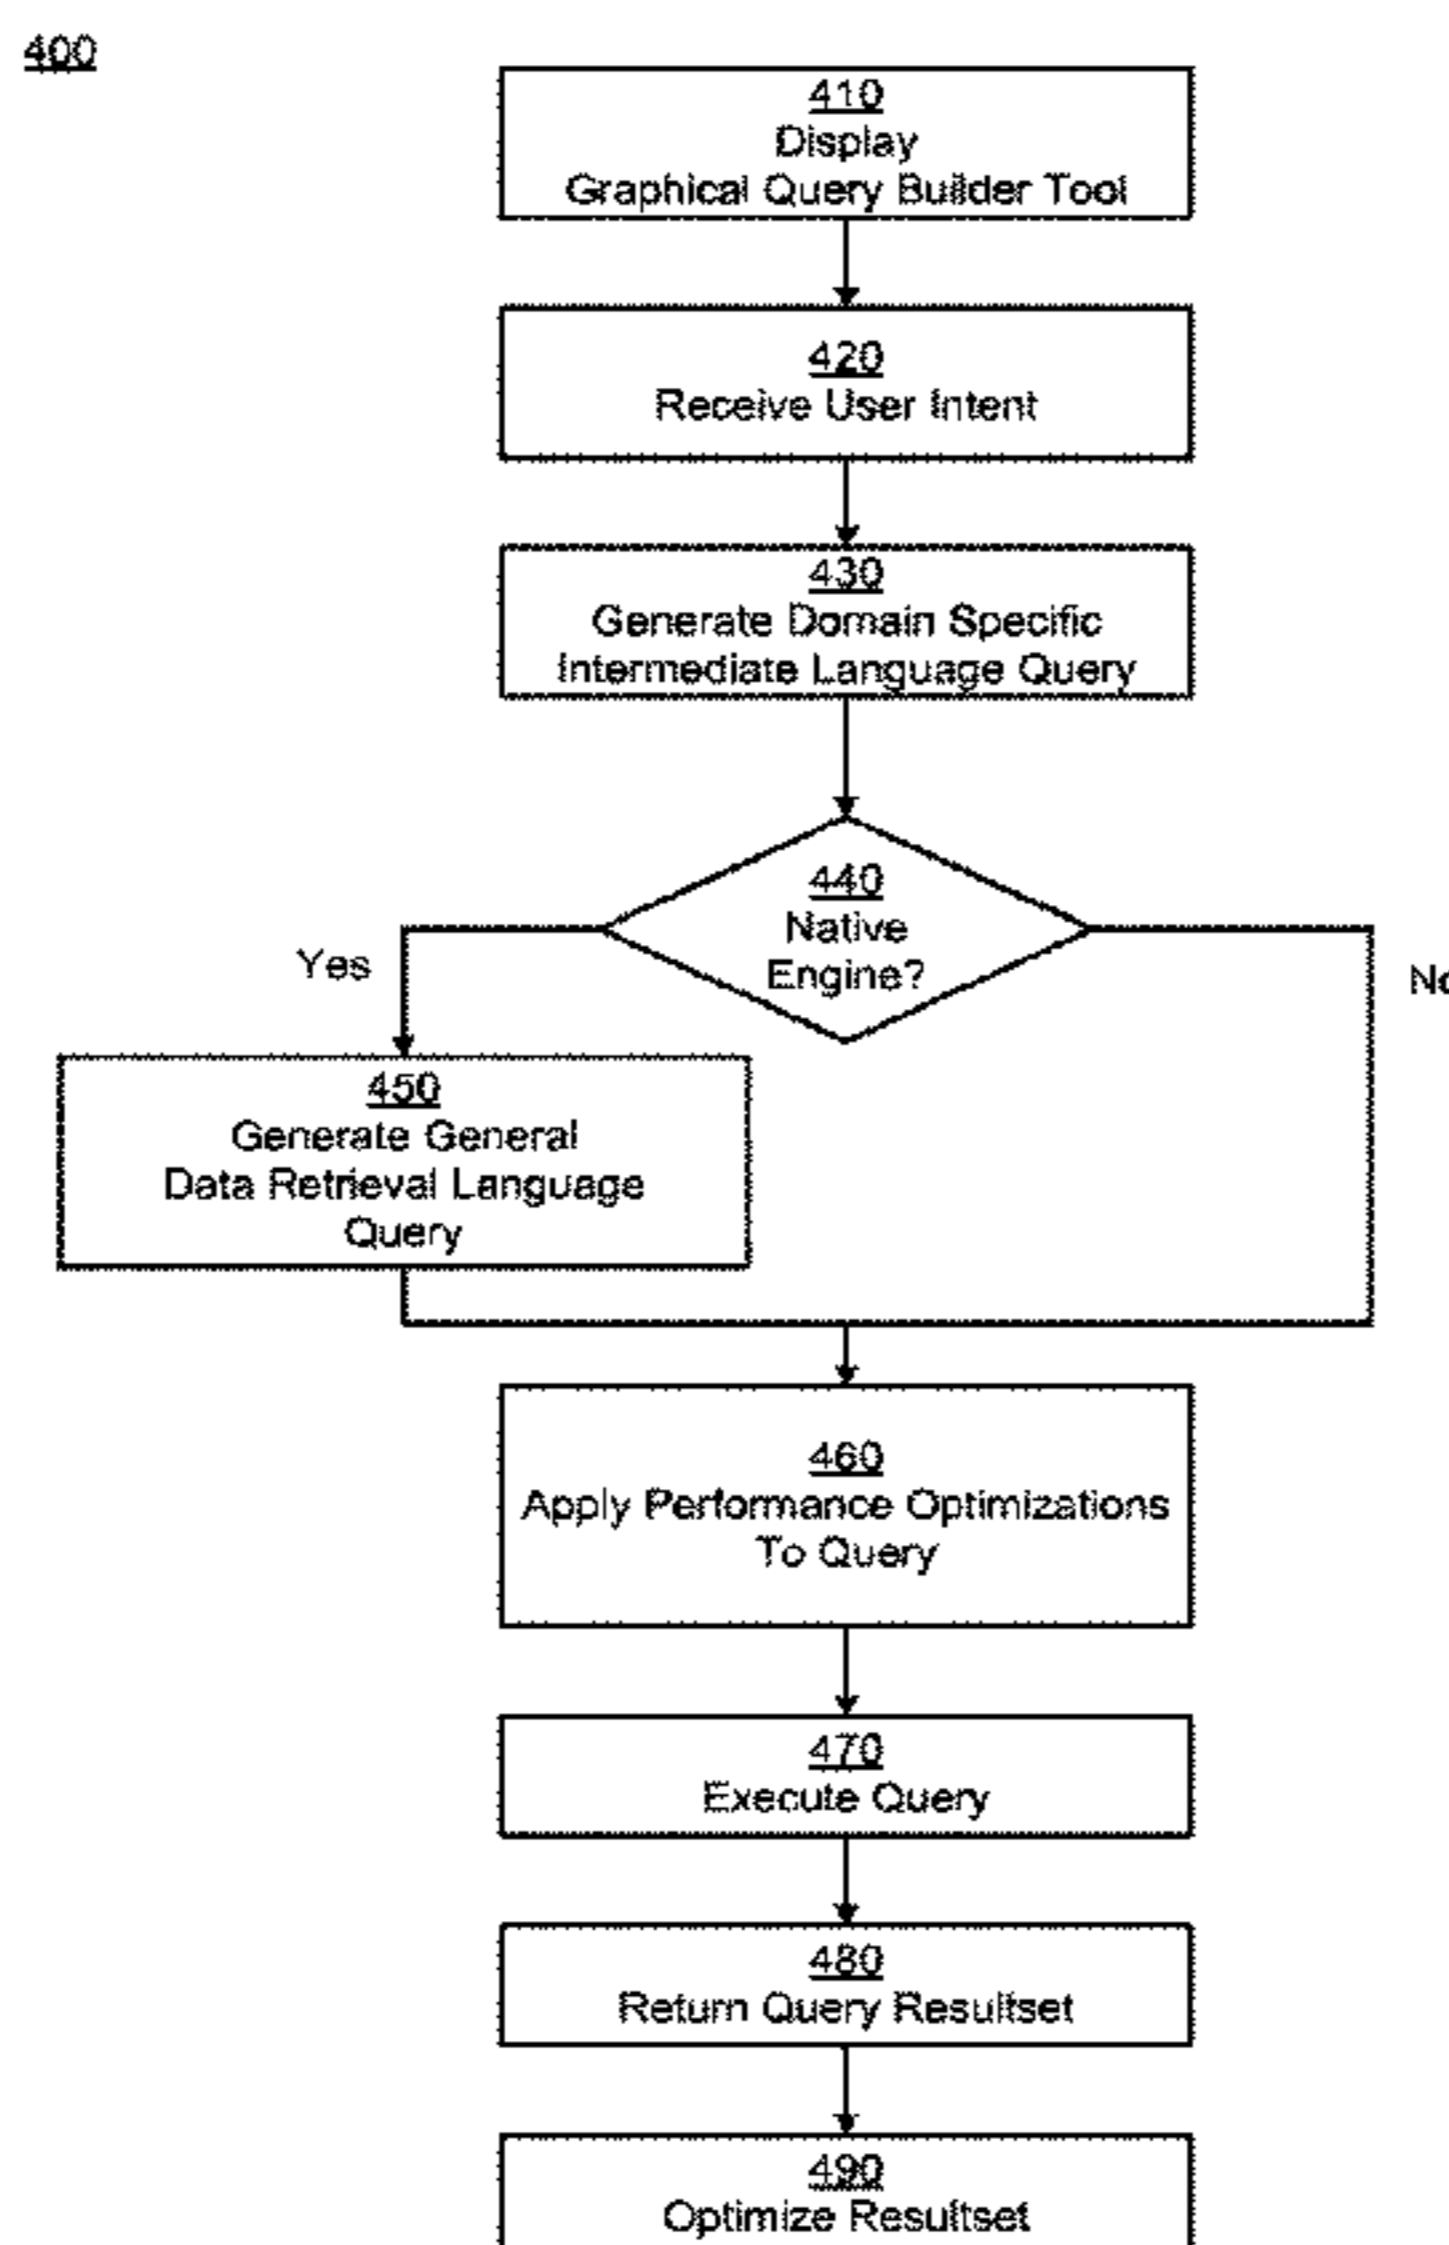 400
410
Display
Graphical Query Builder Tool
420
Receive User Intent
430
Generate Domain Specific
Intermediate Language Query
440
Native
Engine?
Yes
450
Generate General
Data Retrieval Language
Query
460
Apply Performance Optimizations
To Query
470
Execute Query
480
Return Query Resultset
490
Optimize Resultset